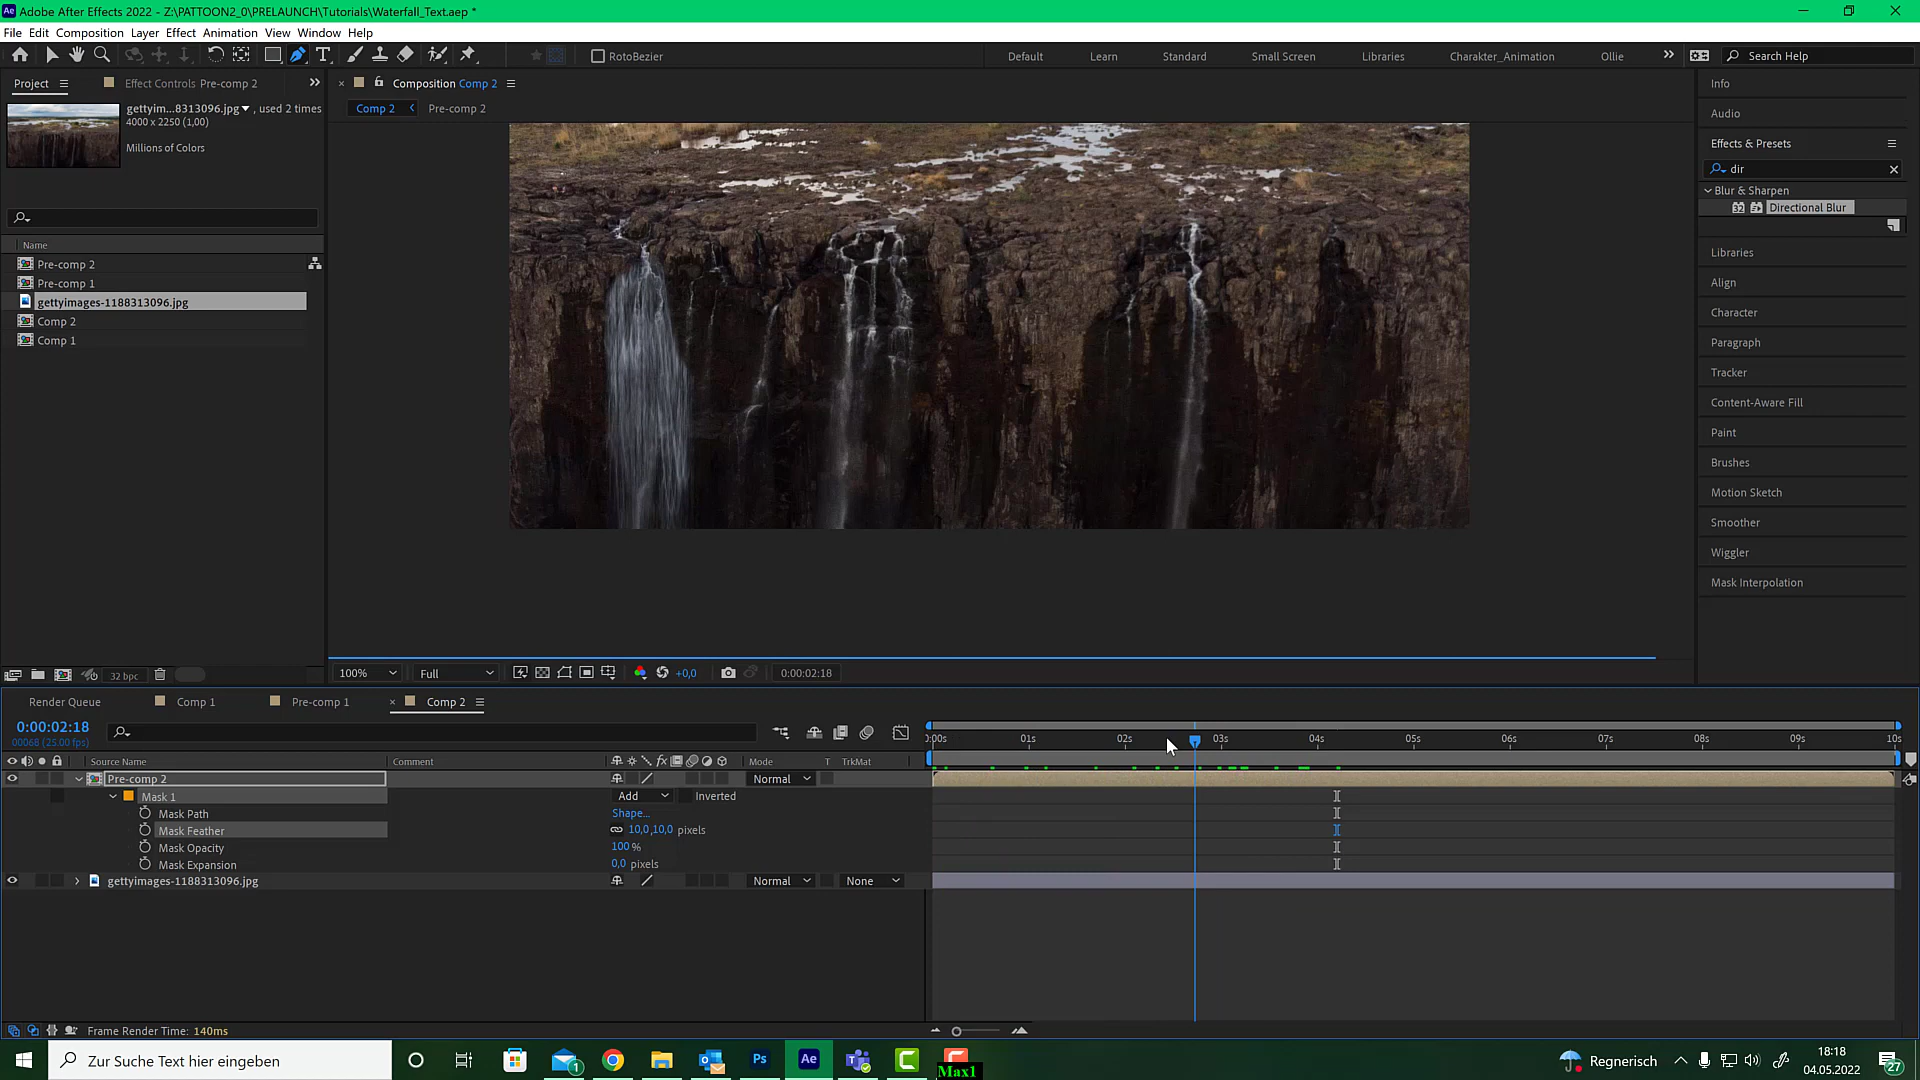 Adobe After Effects 2022 - Z:\PATTOON2_0\PRELAUNCH\Tutorials\Waterfall_Text.aep *
File Edit Composition Layer Effect Animation View Window Help
RotoBezier
Default Learn Standard Small Screen Libraries Charakter_Animation Ollie
Search Help
Project Effect Controls Pre-comp 2
Composition Comp 2
Comp 2 Pre-comp 2
gettyim...8313096.jpg, used 2 times
4000 x 2250 (1,00)
Millions of Colors
Name
Pre-comp 2
Pre-comp 1
gettyimages-1188313096.jpg
Comp 2
Comp 1
32 bpc
Info
Audio
Effects & Presets
dir
Blur & Sharpen
32 Directional Blur
Libraries
Align
Character
Paragraph
Tracker
Content-Aware Fill
Paint
Brushes
Motion Sketch
Smoother
Wiggler
Mask Interpolation
100% Full +0,0 0:00:02:18
Render Queue Comp 1 Pre-comp 1 Comp 2
0:00:02:18
00068 (25.00 fps)
:00s 01s 02s 03s 04s 05s 06s 07s 08s 09s 10s
Source Name Comment Mode T TrkMat
Pre-comp 2 Normal
Mask 1 Add Inverted
Mask Path Shape...
Mask Feather 10,0,10,0 pixels
Mask Opacity 100 %
Mask Expansion 0,0 pixels
gettyimages-1188313096.jpg Normal None
Frame Render Time: 140ms
Zur Suche Text hier eingeben
1
Ps
Ae
Max1
Regnerisch
18:18
04.05.2022
27